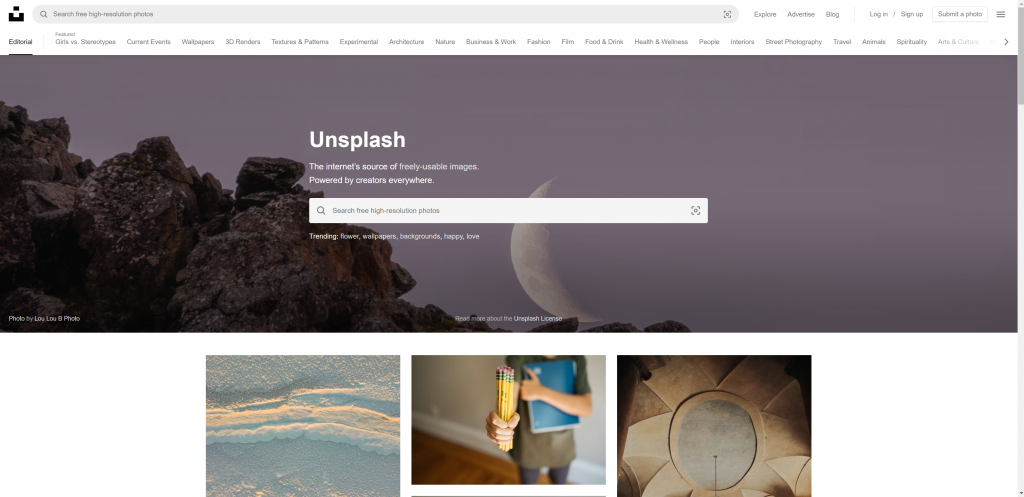 Search free high-resolution photos
Explore Advertise Blog Log in / Sign up Submit a photo
Editorial
Featured
Girls vs. Stereotypes Current Events Wallpapers 3D Renders Textures & Patterns Experimental Architecture Nature Business & Work Fashion Film Food & Drink Health & Wellness People Interiors Street Photography Travel Animals Spirituality Arts & Culture
Unsplash
The internet's source of freely-usable images.
Powered by creators everywhere.
Search free high-resolution photos
Trending: flower, wallpapers, backgrounds, happy, love
Photo by Lou Lou B Photo
Read more about the Unsplash License